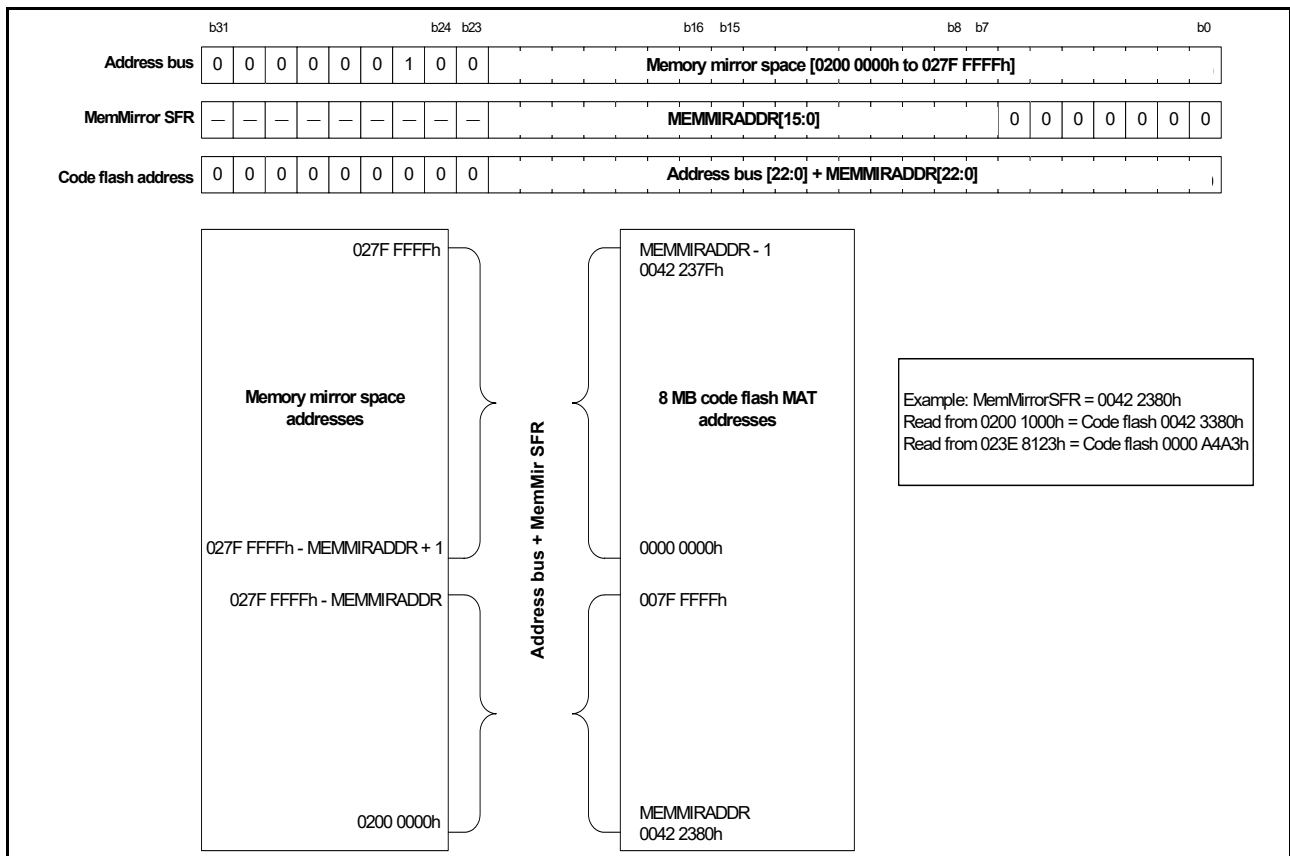 b31 b24 b23 b16 b15 b8 b7 b0
Address bus 0 0 0 0 0 0 1 0 0 Memory mirror space [0200 0000h to 027F FFFFh]
MemMirror SFR — — — — — — — — — MEMMIRADDR[15:0] 0 0 0 0 0 0 0
Code flash address 0 0 0 0 0 0 0 0 0 Address bus [22:0] + MEMMIRADDR[22:0]
027F FFFFh
Memory mirror space
addresses
027F FFFFh - MEMMIRADDR + 1
027F FFFFh - MEMMIRADDR
0200 0000h
Address bus + MemMir SFR
MEMMIRADDR - 1
0042 237Fh
8 MB code flash MAT
addresses
0000 0000h
007F FFFFh
MEMMIRADDR
0042 2380h
Example: MemMirrorSFR = 0042 2380h
Read from 0200 1000h = Code flash 0042 3380h
Read from 023E 8123h = Code flash 0000 A4A3h